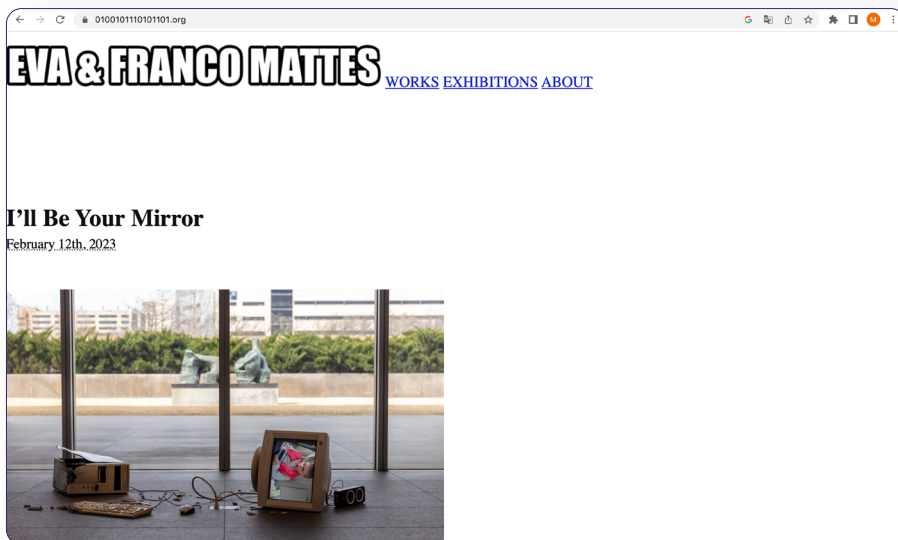 0100101110101101.org
M
EVA & FRANCO MATTES WORKS EXHIBITIONS ABOUT
I’ll Be Your Mirror
February 12th, 2023